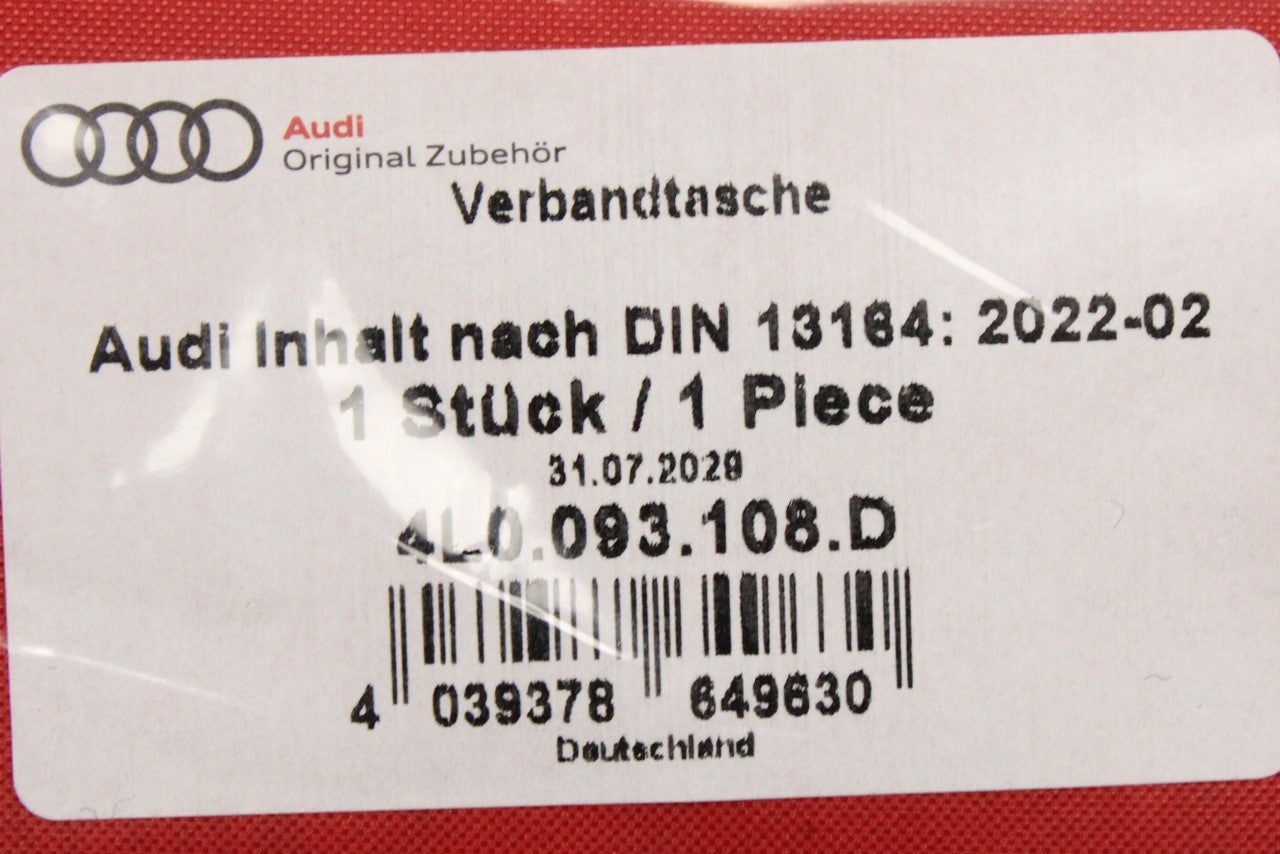 Audi
Original Zubehör
Verbandtasche
Audi Inhalt nach DIN 13164: 2022-02
1 Stück / 1 Piece
31.07.2029
4L0.093.108.D
4 039378 649630
Deutschland